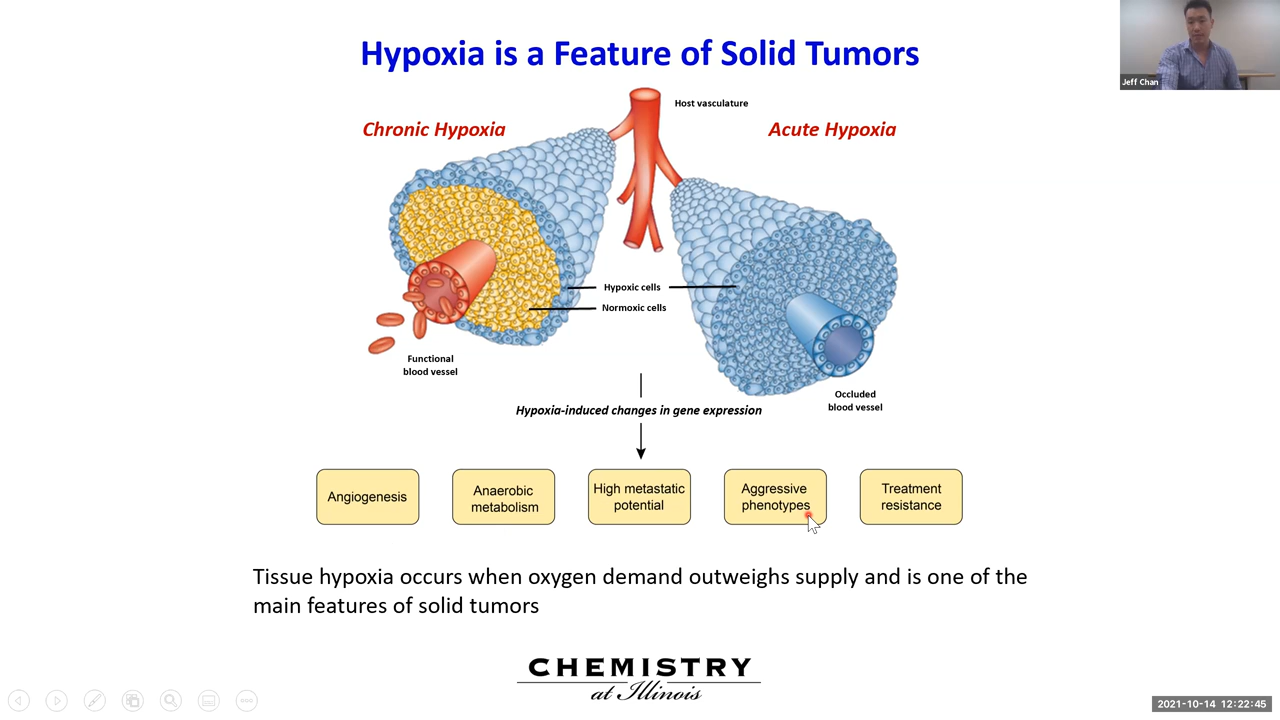 Hypoxia is a Feature of Solid Tumors
Jeff Chan
Host vasculature
Chronic Hypoxia
Acute Hypoxia
Hypoxic cells
Normoxic cells
Functional
blood vessel
Occluded
blood vessel
Hypoxia-induced changes in gene expression
Angiogenesis
Anaerobic
metabolism
High metastatic
potential
Aggressive
phenotypes
Treatment
resistance
Tissue hypoxia occurs when oxygen demand outweighs supply and is one of the
main features of solid tumors
CHEMISTRY
at Illinois
2021-10-14 12:22:45